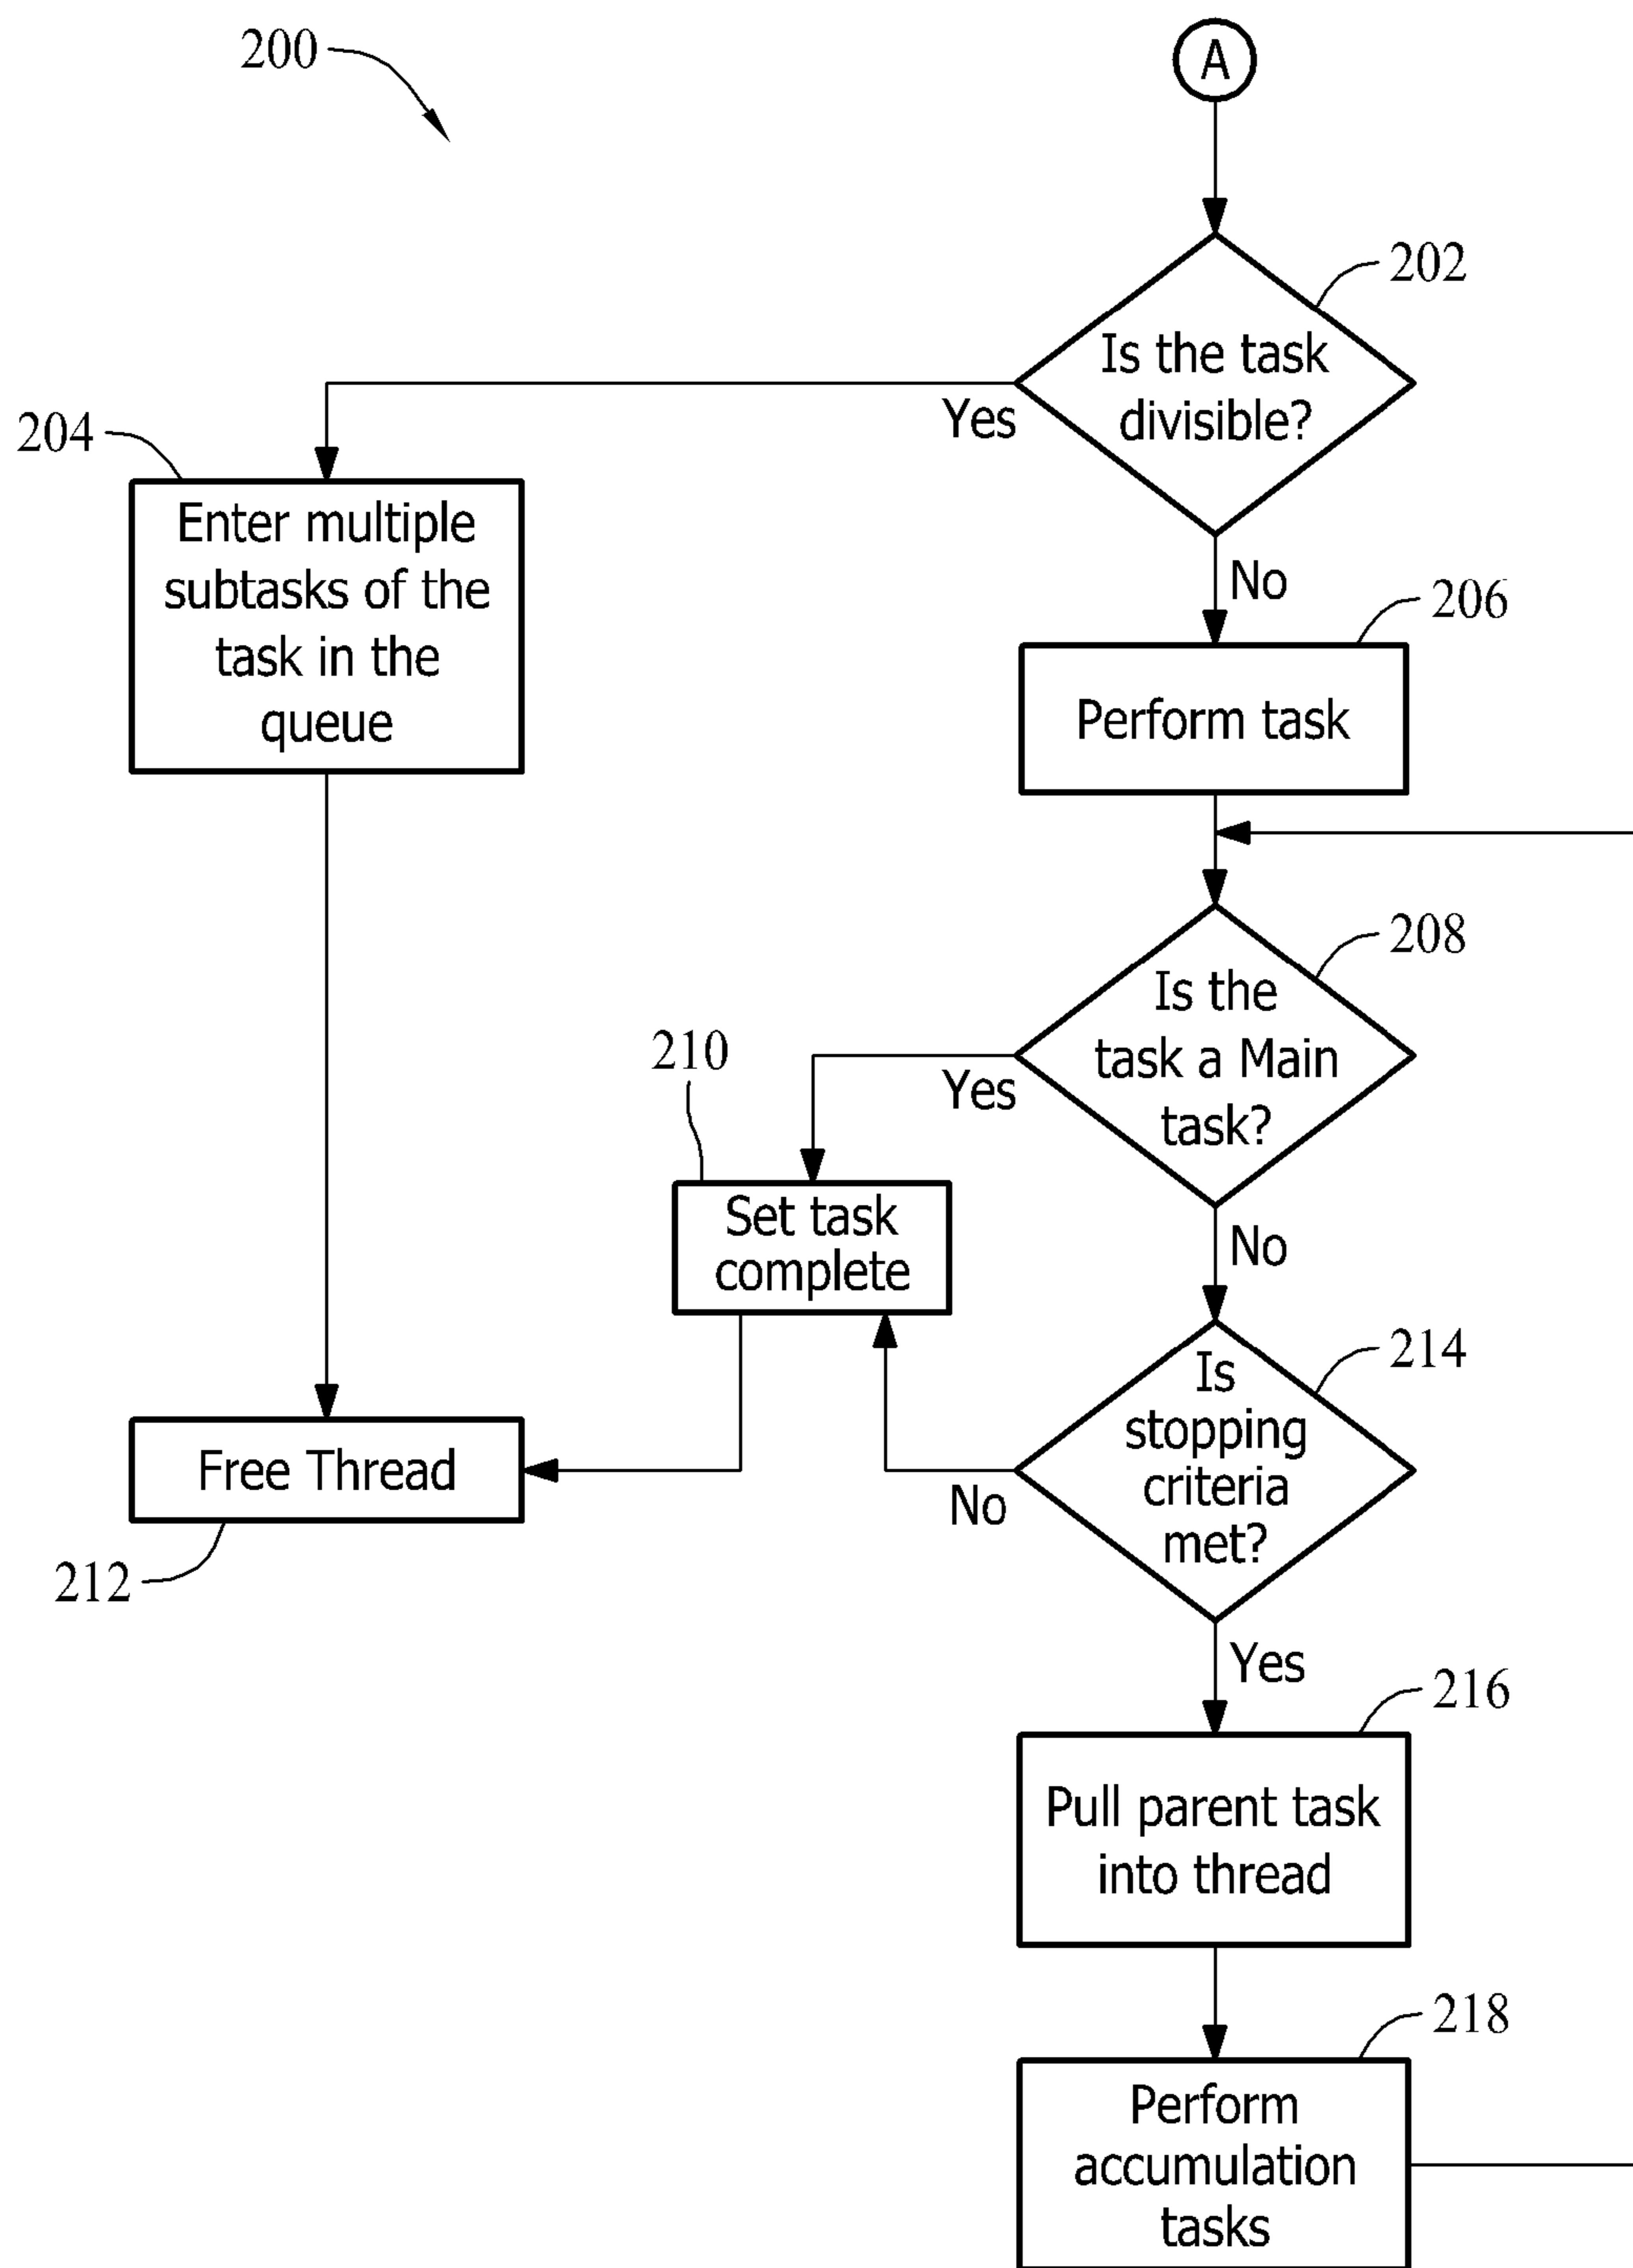 200
A
202
Is the task
divisible?
Yes
No
204
Enter multiple
subtasks of the
task in the
queue
206
Perform task
208
Is the
task a Main
task?
Yes
No
210
Set task
complete
214
Is
stopping
criteria
met?
No
Yes
Free Thread
212
216
Pull parent task
into thread
218
Perform
accumulation
tasks